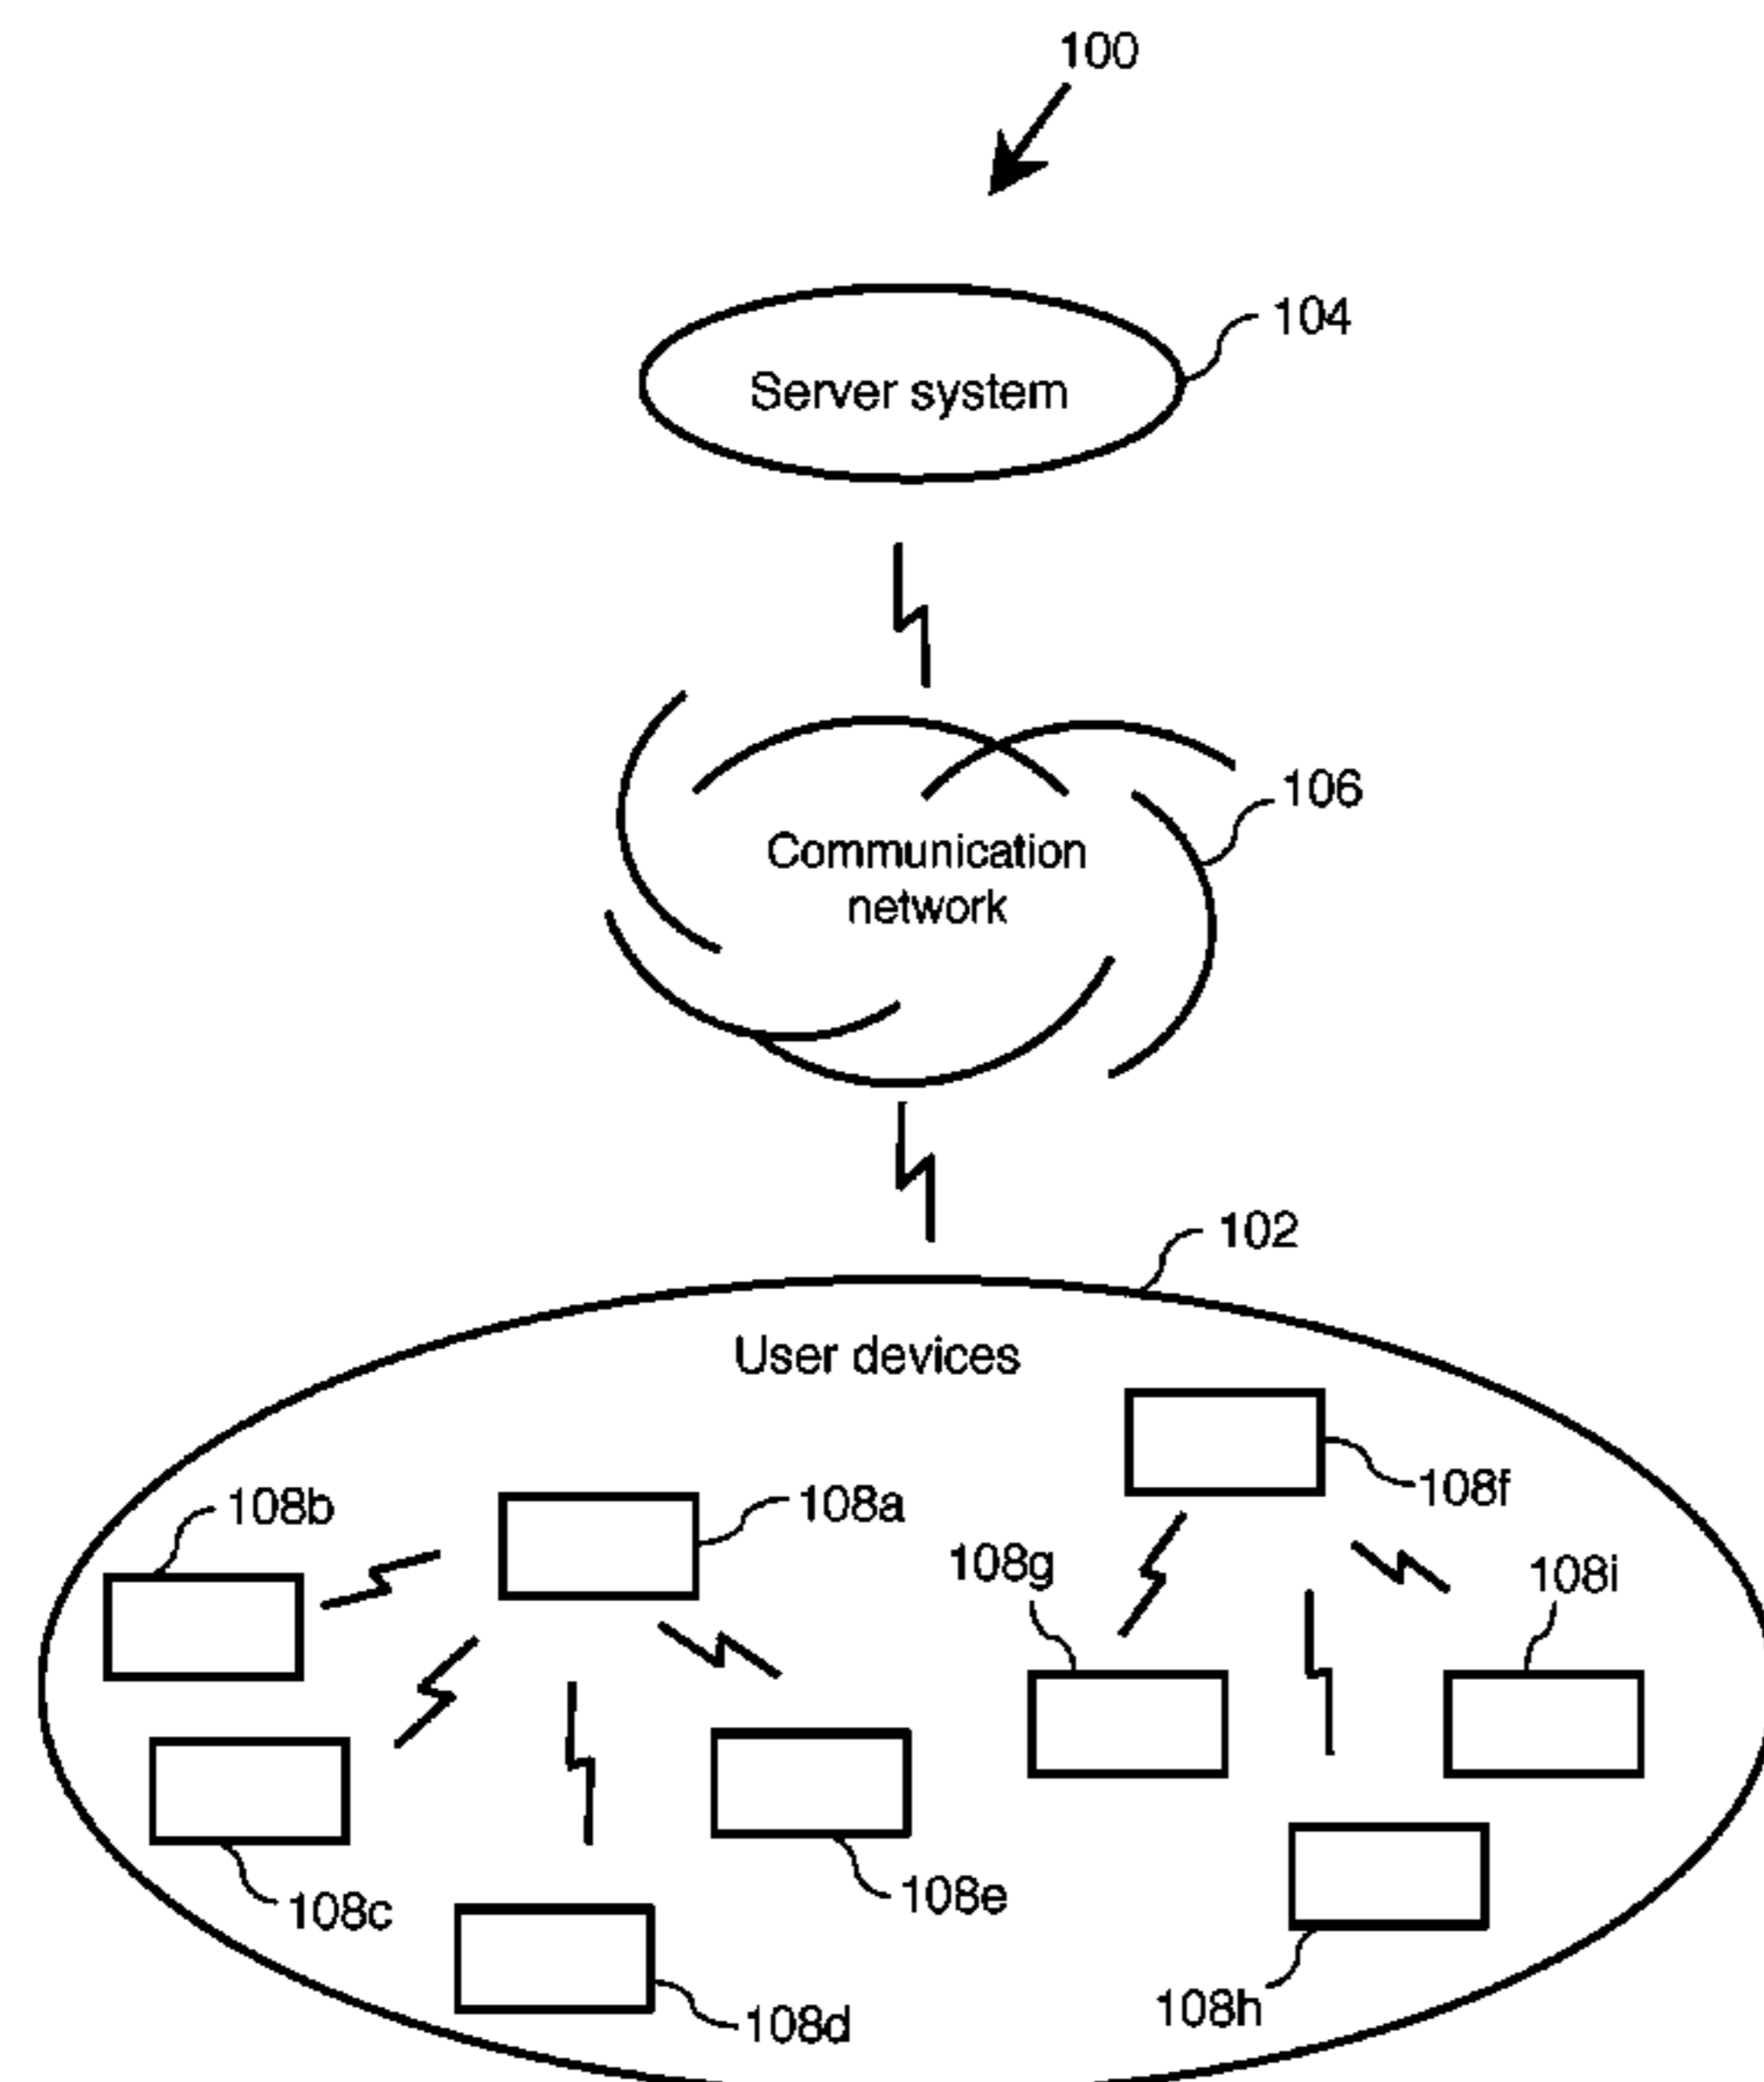 100
104
Server system
106
Communication
network
102
User devices
108f
108b
108a
108g
108i
108e
108c
108h
108d